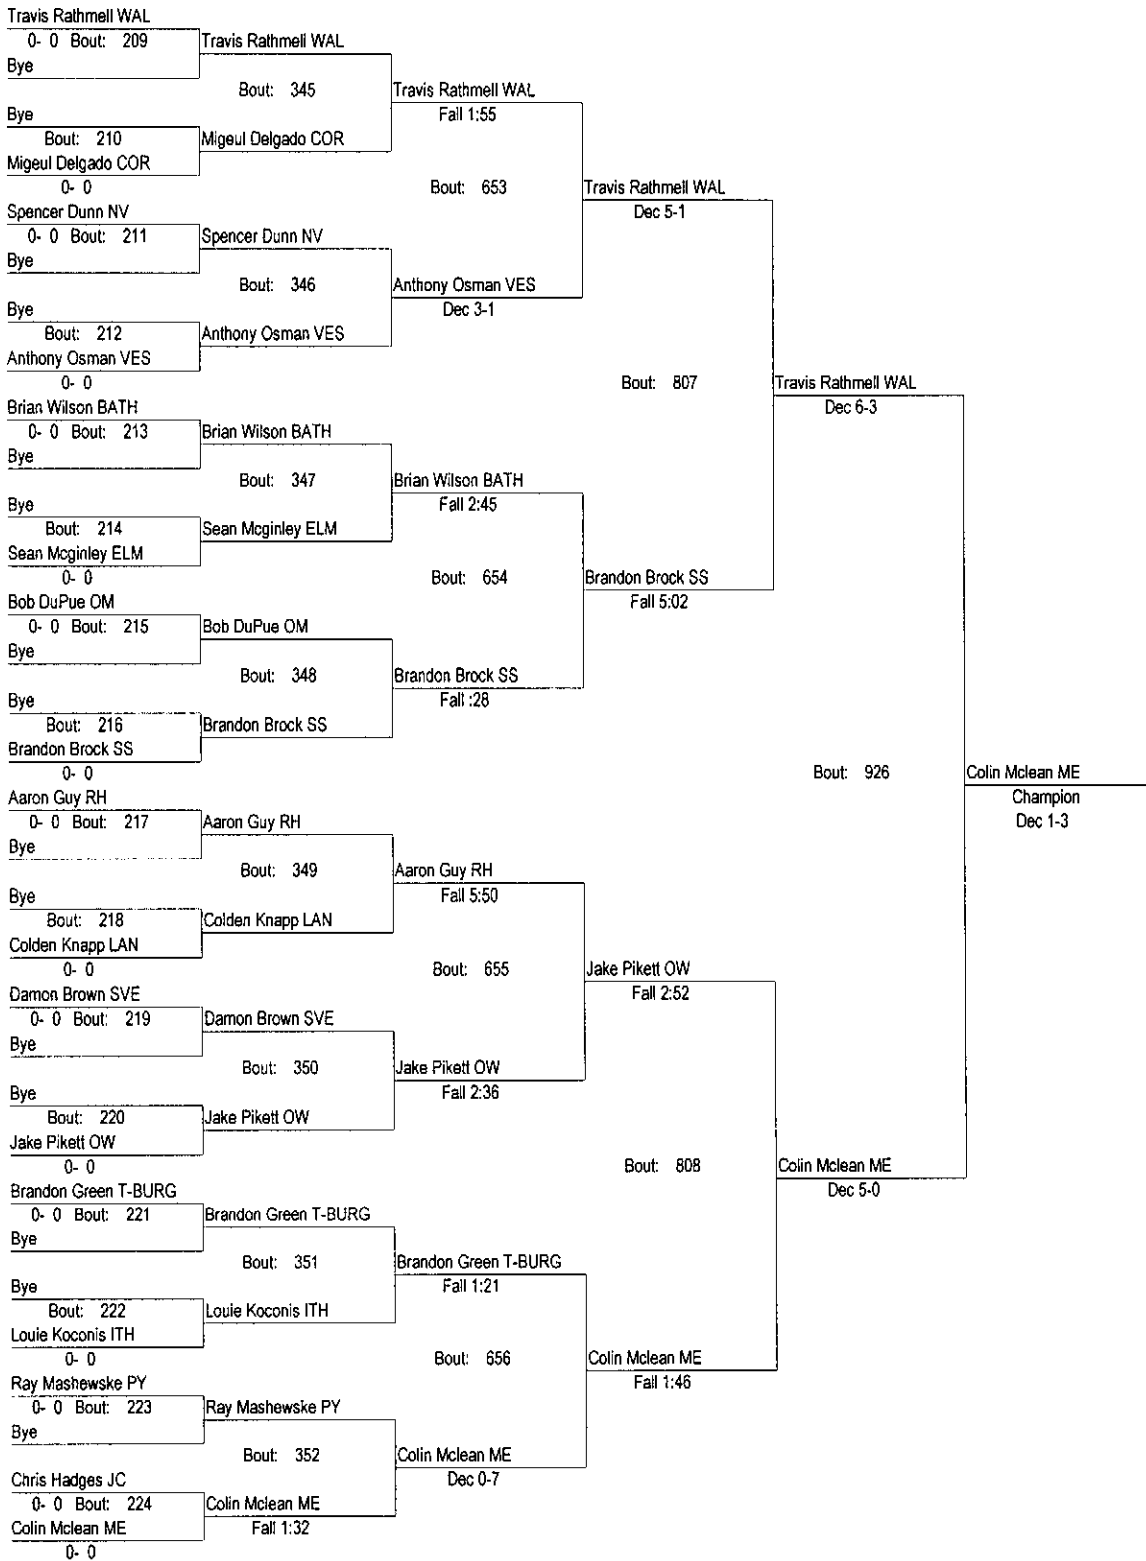 Travis Rathmell WAL
0- 0 Bout: 209
Bye
Travis Rathmell WAL
Bout: 345
Bye
Bout: 210
Migeul Delgado COR
0- 0
Migeul Delgado COR
Travis Rathmell WAL
Fall 1:55
Bout: 653
Spencer Dunn NV
0- 0 Bout: 211
Bye
Spencer Dunn NV
Bout: 346
Bye
Bout: 212
Anthony Osman VES
0- 0
Anthony Osman VES
Anthony Osman VES
Dec 3-1
Travis Rathmell WAL
Dec 5-1
Bout: 807
Brian Wilson BATH
0- 0 Bout: 213
Bye
Brian Wilson BATH
Bout: 347
Bye
Bout: 214
Sean Mcginley ELM
0- 0
Sean Mcginley ELM
Brian Wilson BATH
Fall 2:45
Bout: 654
Bob DuPue OM
0- 0 Bout: 215
Bye
Bob DuPue OM
Bout: 348
Bye
Bout: 216
Brandon Brock SS
0- 0
Brandon Brock SS
Brandon Brock SS
Fall :28
Brandon Brock SS
Fall 5:02
Travis Rathmell WAL
Dec 6-3
Bout: 926
Colin Mclean ME
Champion
Dec 1-3
Aaron Guy RH
0- 0 Bout: 217
Bye
Aaron Guy RH
Bout: 349
Bye
Bout: 218
Colden Knapp LAN
0- 0
Colden Knapp LAN
Aaron Guy RH
Fall 5:50
Bout: 655
Damon Brown SVE
0- 0 Bout: 219
Bye
Damon Brown SVE
Bout: 350
Bye
Bout: 220
Jake Pikett OW
0- 0
Jake Pikett OW
Jake Pikett OW
Fall 2:36
Jake Pikett OW
Fall 2:52
Bout: 808
Brandon Green T-BURG
0- 0 Bout: 221
Bye
Brandon Green T-BURG
Bout: 351
Bye
Bout: 222
Louie Koconis ITH
0- 0
Louie Koconis ITH
Brandon Green T-BURG
Fall 1:21
Bout: 656
Ray Mashewske PY
0- 0 Bout: 223
Bye
Ray Mashewske PY
Bout: 352
Chris Hadges JC
0- 0 Bout: 224
Colin Mclean ME
0- 0
Colin Mclean ME
Fall 1:32
Colin Mclean ME
Dec 0-7
Colin Mclean ME
Fall 1:46
Colin Mclean ME
Dec 5-0